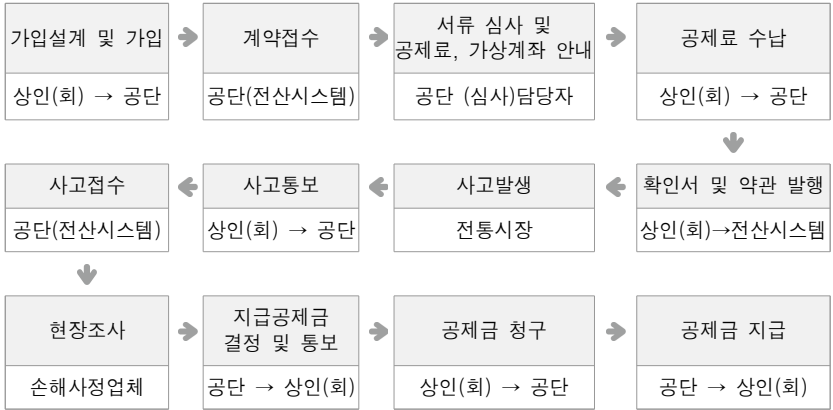 가입설계 및 가입
상인(회) → 공단
계약접수
공단(전산시스템)
서류 심사 및
공제료, 가상계좌 안내
공단 (심사)담당자
공제료 수납
상인(회) → 공단
확인서 및 약관 발행
상인(회)→전산시스템
사고발생
전통시장
사고통보
상인(회) → 공단
사고접수
공단(전산시스템)
현장조사
손해사정업체
지급공제금
결정 및 통보
공단 → 상인(회)
공제금 청구
상인(회) → 공단
공제금 지급
공단 → 상인(회)